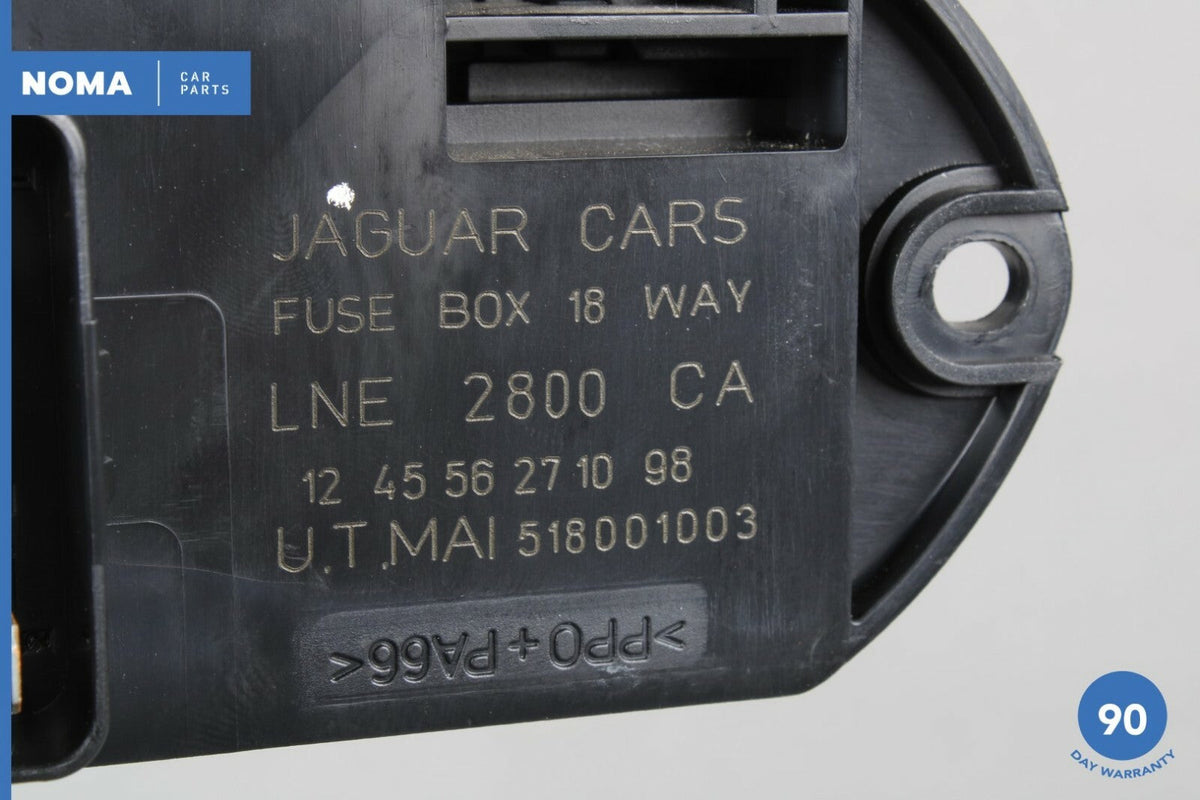 NOMA
CAR
PARTS
JAGUAR CARS
FUSE BOX 18 WAY
LNE 2800 CA
12 45 56 27 10 98
U.T.MAI 518001003
>PPO+PA66<
90
DAY WARRANTY